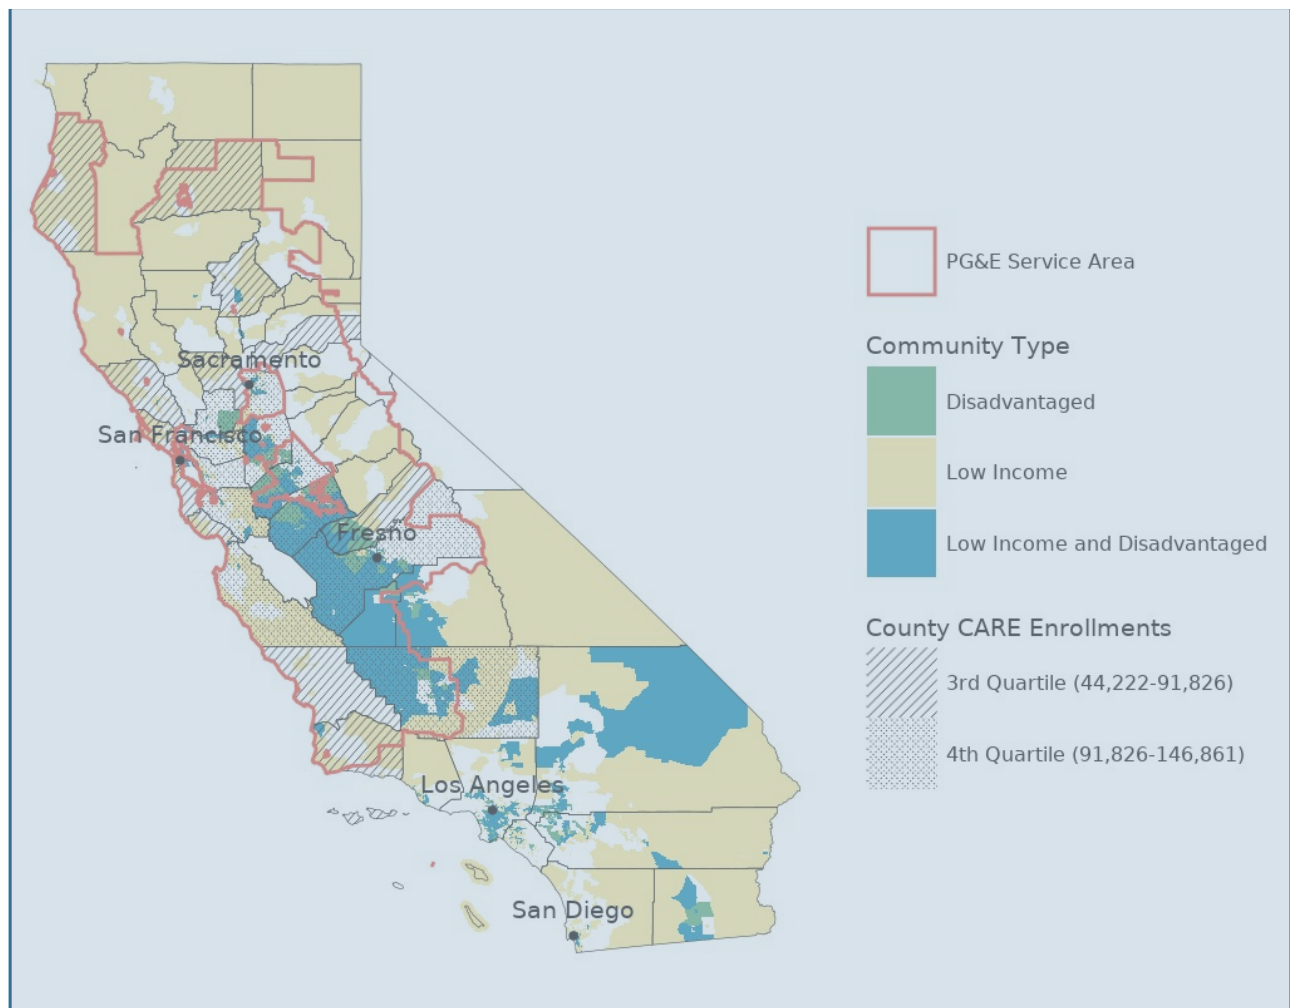 Sacramento
San Francisco
Fresno
Los Angeles
San Diego
PG&E Service Area
Community Type
Disadvantaged
Low Income
Low Income and Disadvantaged
County CARE Enrollments
3rd Quartile (44,222-91,826)
4th Quartile (91,826-146,861)